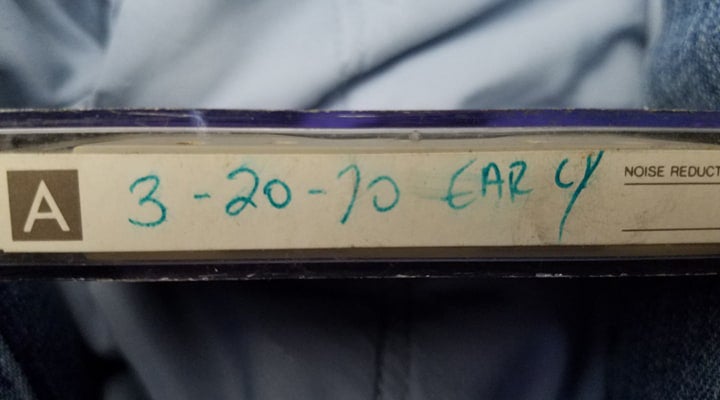 A 3-20-70 EARLY NOISE REDUCT